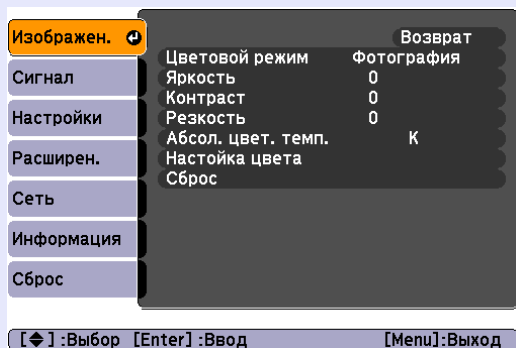 Изображен.
Сигнал
Настройки
Расширен.
Сеть
Информация
Сброс
Возврат
Цветовой режим Фотография
Яркость 0
Контраст 0
Резкость 0
Абсол. цвет. темп. K
Настойка цвета
Сброс
[◆] :Выбор [Enter] :Ввод [Menu]:Выход